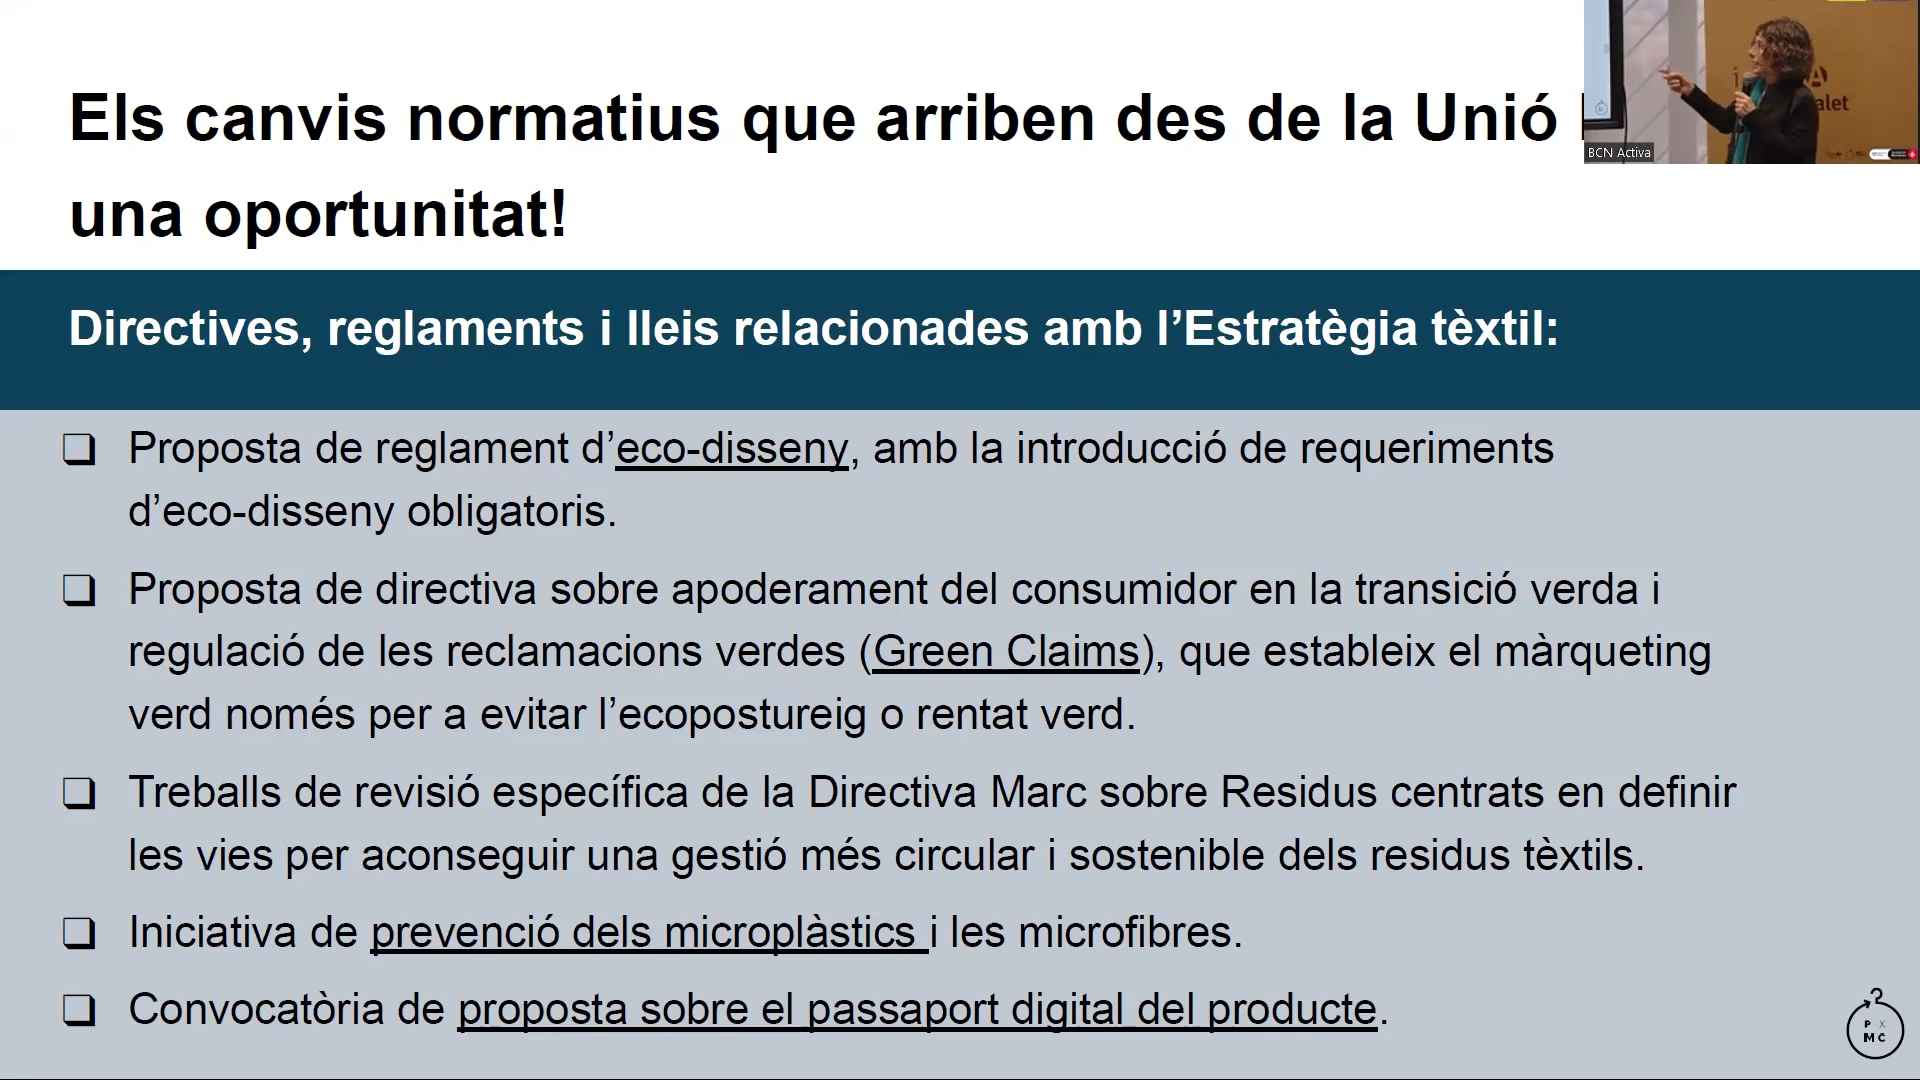 Els canvis normatius que arriben des de la Unió
una oportunitat!
BCN Activa
alet
Directives, reglaments i lleis relacionades amb l’Estratègia tèxtil:
❏ Proposta de reglament d’eco-disseny, amb la introducció de requeriments
d’eco-disseny obligatoris.
❏ Proposta de directiva sobre apoderament del consumidor en la transició verda i
regulació de les reclamacions verdes (Green Claims), que estableix el màrqueting
verd només per a evitar l’ecopostureig o rentat verd.
❏ Treballs de revisió específica de la Directiva Marc sobre Residus centrats en definir
les vies per aconseguir una gestió més circular i sostenible dels residus tèxtils.
❏ Iniciativa de prevenció dels microplàstics i les microfibres.
❏ Convocatòria de proposta sobre el passaport digital del producte.
P X
M C